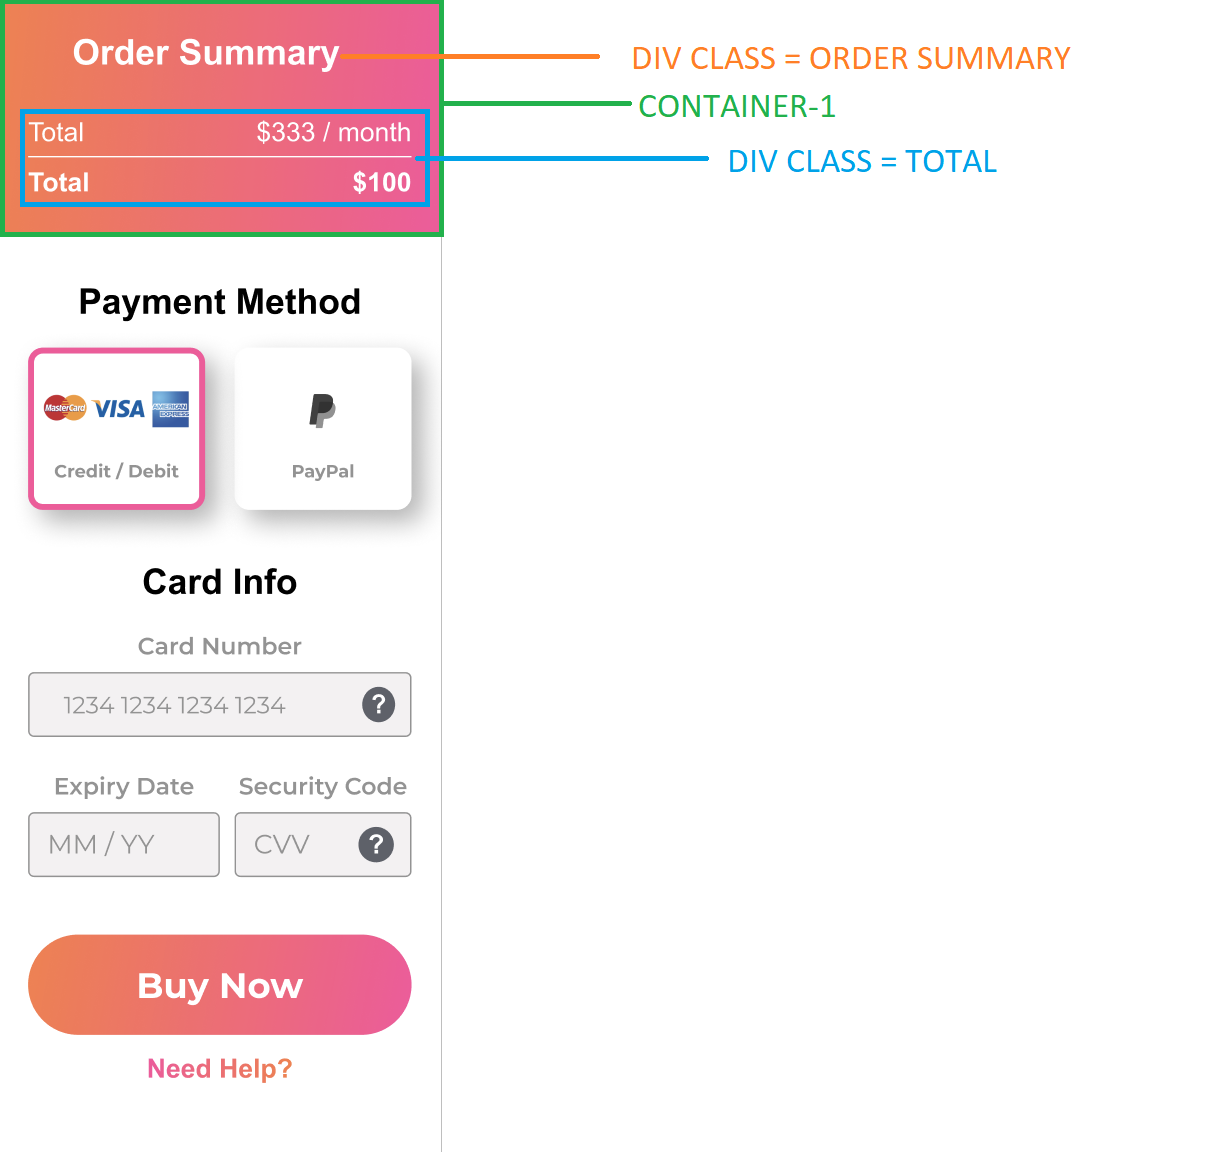 Order Summary
DIV CLASS = ORDER SUMMARY
CONTAINER-1
Total $333 / month
DIV CLASS = TOTAL
Total $100
Payment Method
MasterCard VISA AMERICAN EXPRESS
Credit / Debit PayPal
Card Info
Card Number
1234 1234 1234 1234 ?
Expiry Date Security Code
MM / YY CVV ?
Buy Now
Need Help?